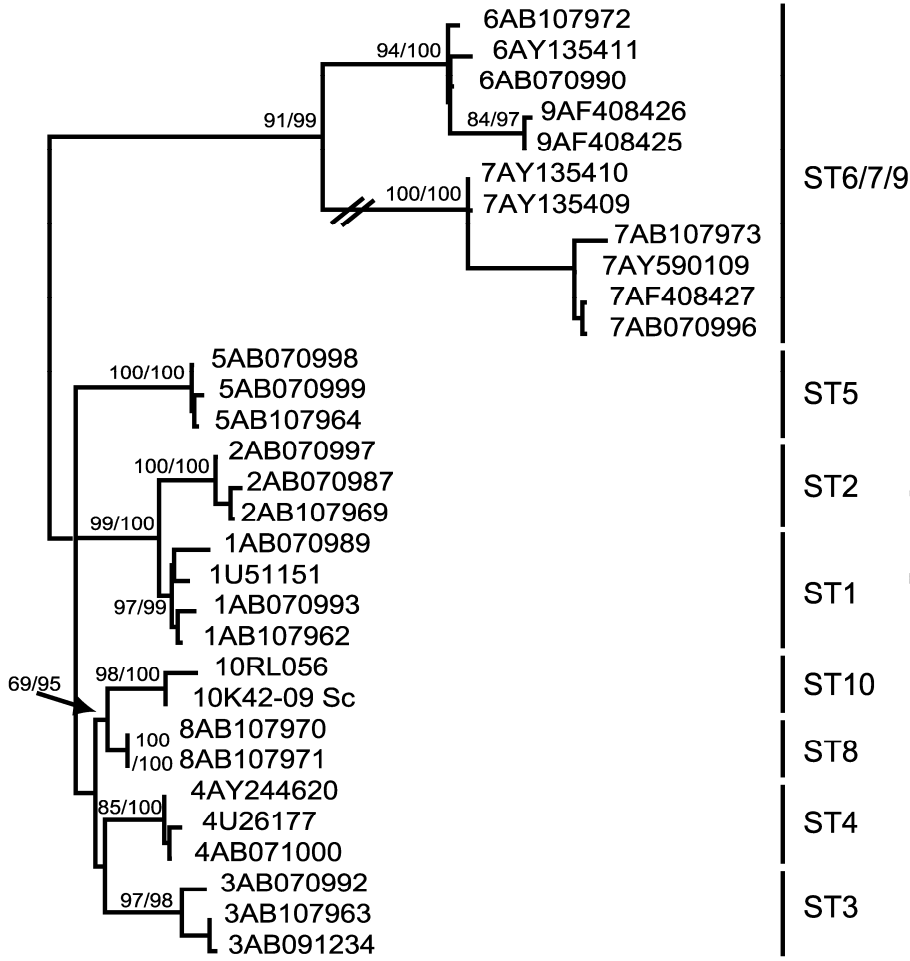 6AB107972
94/100
6AY135411
6AB070990
9AF408426
91/99
84/97
9AF408425
7AY135410
ST6/7/9
100/100
7AY135409
7AB107973
7AY590109
7AF408427
7AB070996
5AB070998
100/100
5AB070999
ST5
5AB107964
2AB070997
100/100
2AB070987
ST2
2AB107969
99/100
1AB070989
1U51151
ST1
97/99
1AB070993
1AB107962
10RL056
98/100
69/95
ST10
10K42-09 Sc
8AB107970
100
/100
ST8
8AB107971
4AY244620
85/100
4U26177
ST4
4AB071000
3AB070992
97/98
ST3
3AB107963
3AB091234